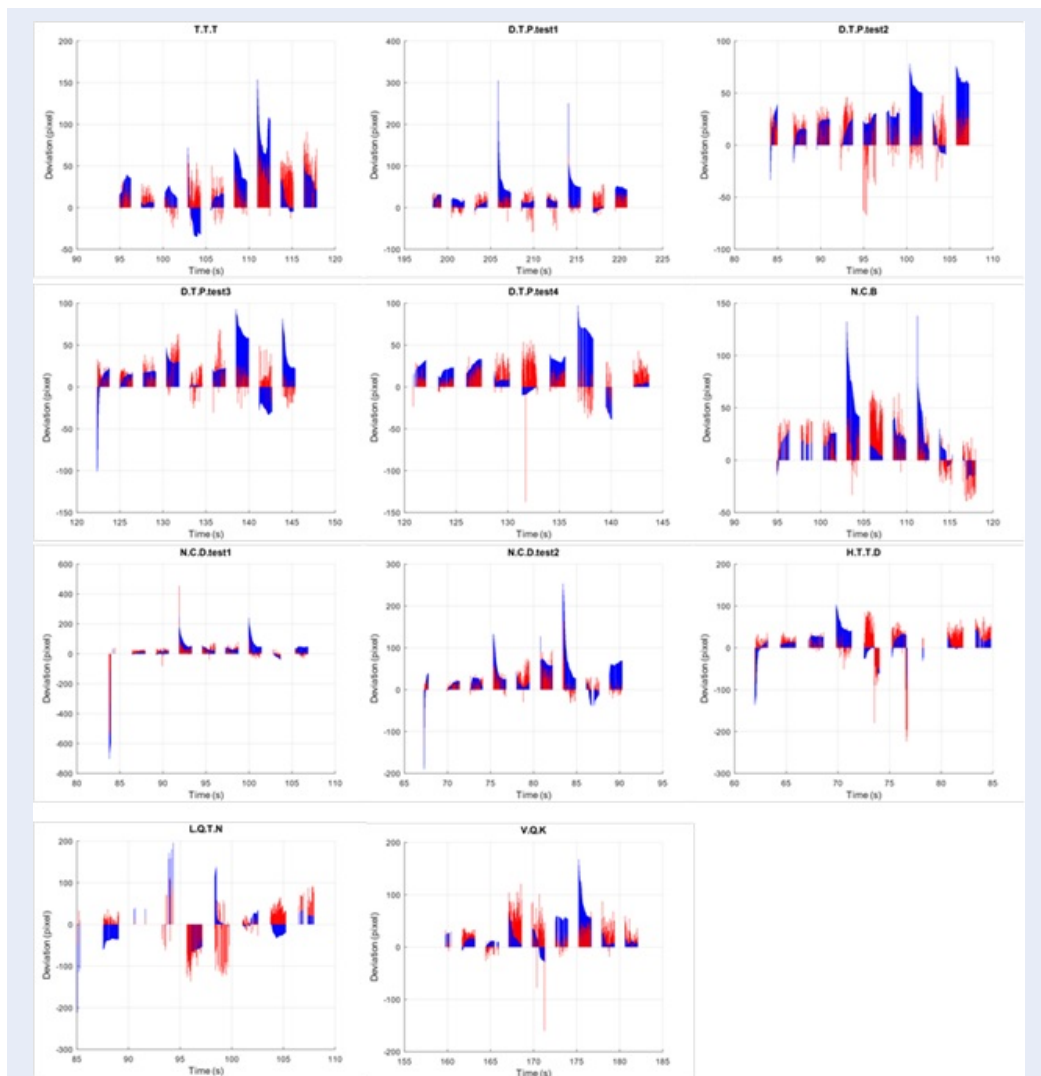 T.T.T
Deviation (pixel)
200
150
100
50
0
-50
90 95 100 105 110 115 120
Time (s)
D.T.P.test1
Deviation (pixel)
400
300
200
100
0
-100
195 200 205 210 215 220 225
Time (s)
D.T.P.test2
Deviation (pixel)
100
50
0
-50
-100
80 85 90 95 100 105 110
Time (s)
D.T.P.test3
Deviation (pixel)
100
50
0
-50
-100
-150
120 125 130 135 140 145 150
Time (s)
D.T.P.test4
Deviation (pixel)
100
50
0
-50
-100
-150
120 125 130 135 140 145
Time (s)
N.C.B
Deviation (pixel)
150
100
50
0
-50
90 95 100 105 110 115 120
Time (s)
N.C.D.test1
Deviation (pixel)
600
400
200
0
-200
-400
-600
-800
80 85 90 95 100 105 110
Time (s)
N.C.D.test2
Deviation (pixel)
300
200
100
0
-100
-200
65 70 75 80 85 90 95
Time (s)
H.T.T.D
Deviation (pixel)
200
100
0
-100
-200
-300
60 65 70 75 80 85
Time (s)
L.Q.T.N
Deviation (pixel)
200
100
0
-100
-200
-300
85 90 95 100 105 110
Time (s)
V.Q.K
Deviation (pixel)
200
100
0
-100
-200
155 160 165 170 175 180 185
Time (s)